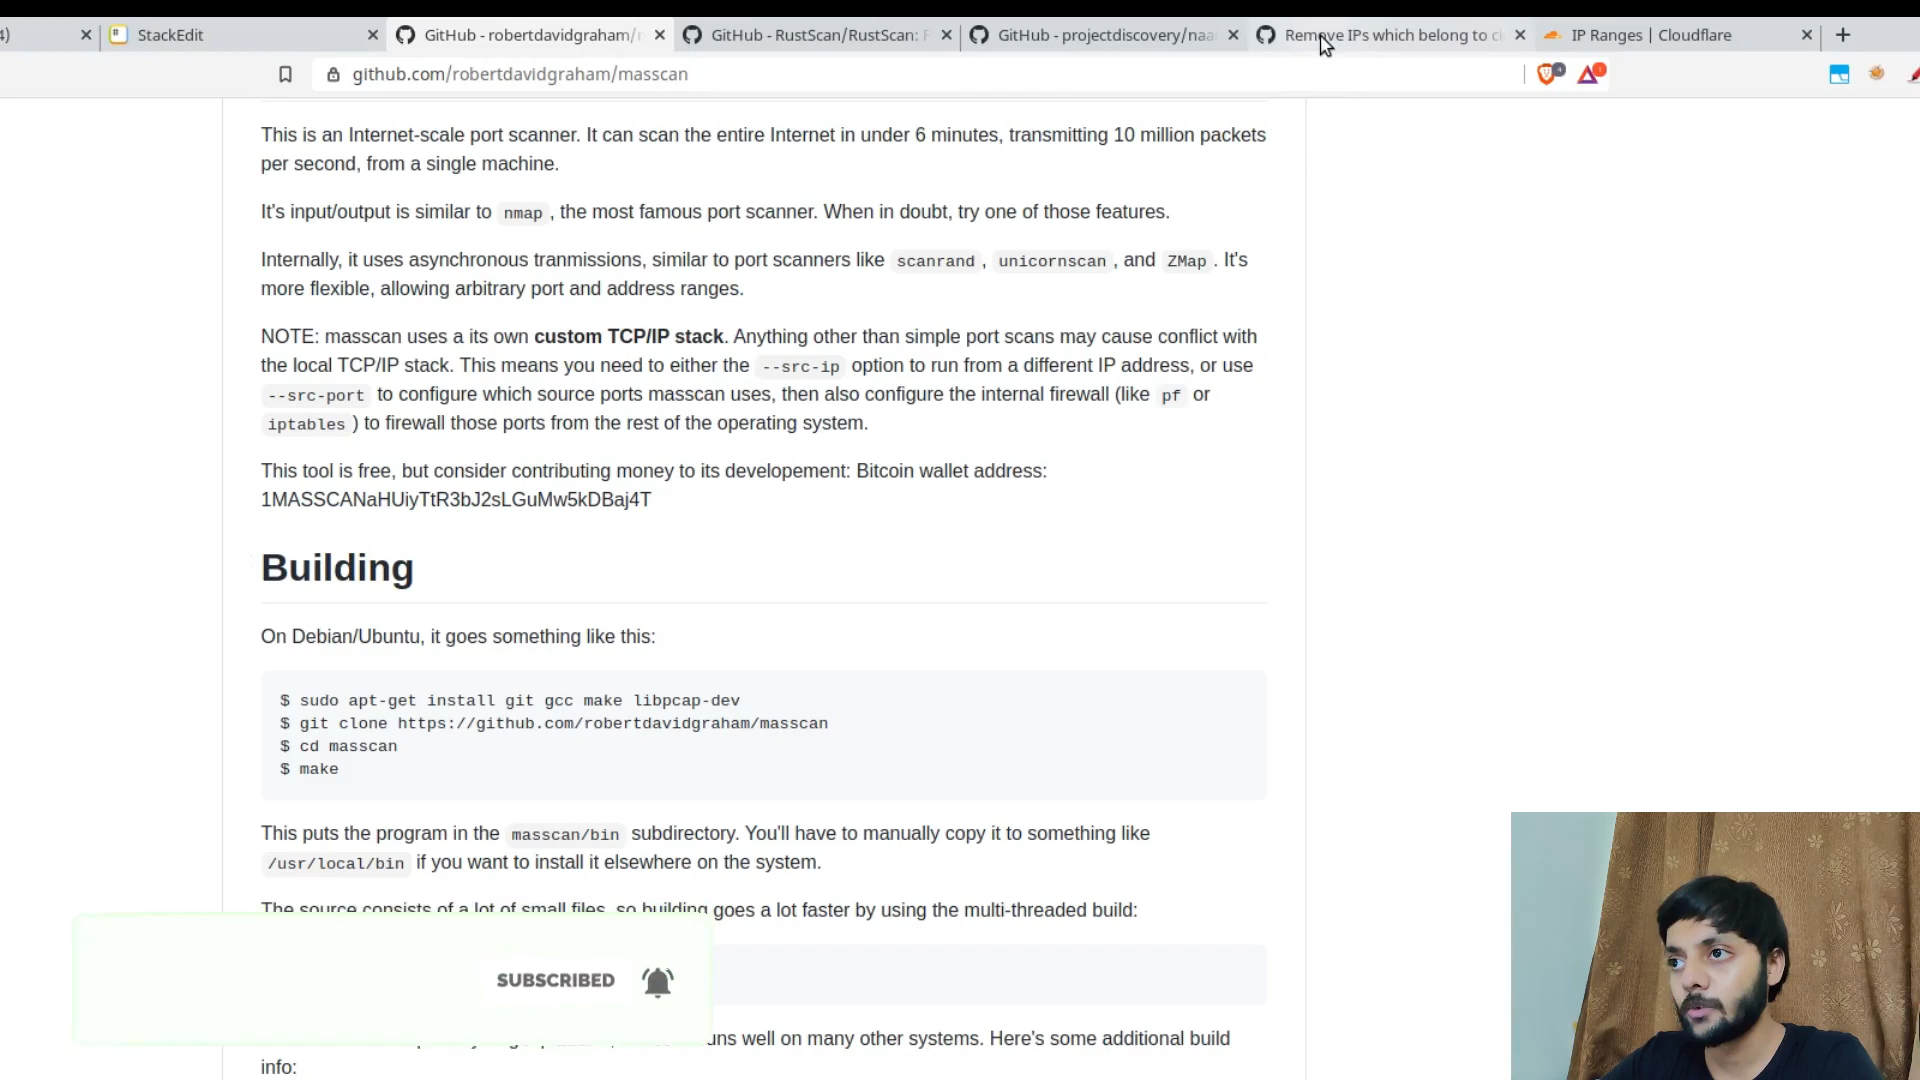 4)
StackEdit
GitHub - robertdavidgraham/
GitHub - RustScan/RustScan:
GitHub - projectdiscovery/naa
Remove IPs which belong to cl
IP Ranges | Cloudflare
github.com/robertdavidgraham/masscan
This is an Internet-scale port scanner. It can scan the entire Internet in under 6 minutes, transmitting 10 million packets
per second, from a single machine.
It's input/output is similar to nmap , the most famous port scanner. When in doubt, try one of those features.
Internally, it uses asynchronous tranmissions, similar to port scanners like scanrand , unicornscan , and ZMap . It's
more flexible, allowing arbitrary port and address ranges.
NOTE: masscan uses a its own custom TCP/IP stack. Anything other than simple port scans may cause conflict with
the local TCP/IP stack. This means you need to either the --src-ip option to run from a different IP address, or use
--src-port to configure which source ports masscan uses, then also configure the internal firewall (like pf or
iptables ) to firewall those ports from the rest of the operating system.
This tool is free, but consider contributing money to its developement: Bitcoin wallet address:
1MASSCANaHUiyTtR3bJ2sLGuMw5kDBaj4T
Building
On Debian/Ubuntu, it goes something like this:
$ sudo apt-get install git gcc make libpcap-dev
$ git clone https://github.com/robertdavidgraham/masscan
$ cd masscan
$ make
This puts the program in the masscan/bin subdirectory. You'll have to manually copy it to something like
/usr/local/bin if you want to install it elsewhere on the system.
The source consists of a lot of small files, so building goes a lot faster by using the multi-threaded build:
SUBSCRIBED
uns well on many other systems. Here's some additional build
info: